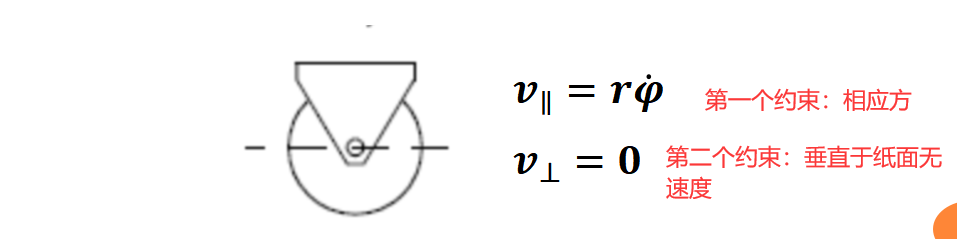 v∥ = rφ̇ 第一个约束：相应方
v⊥ = 0 第二个约束：垂直于纸面无
速度